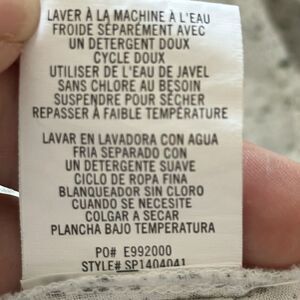 LAVER À LA MACHINE À L'EAU
FROIDE SÉPARÉMENT AVEC
UN DETERGENT DOUX
CYCLE DOUX
UTILISER DE L'EAU DE JAVEL
SANS CHLORE AU BESOIN
SUSPENDRE POUR SÉCHER
REPASSER À FAIBLE TEMPÉRATURE
LAVAR EN LAVADORA CON AGUA
FRIA SEPARADO CON
UN DETERGENTE SUAVE
CICLO DE ROPA FINA
BLANQUEADOR SIN CLORO
CUANDO SE NECESITE
COLGAR A SECAR
PLANCHA BAJO TEMPERATURA
PO# E992000
STYLE# SP1404041